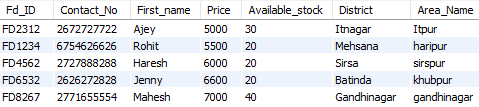 Fd_ID Contact_No First_name Price Available_stock District Area_Name
FD2312 2672727722 Ajey 5000 30 Itnagar Itpur
FD1234 6754626626 Rohit 5500 20 Mehsana haripur
FD4562 2727888288 Haresh 6000 20 Sirsa sirspur
FD6532 2626272828 Jenny 6600 20 Batinda khubpur
FD8267 2771655554 Mahesh 7000 40 Gandhinagar gandhinagar